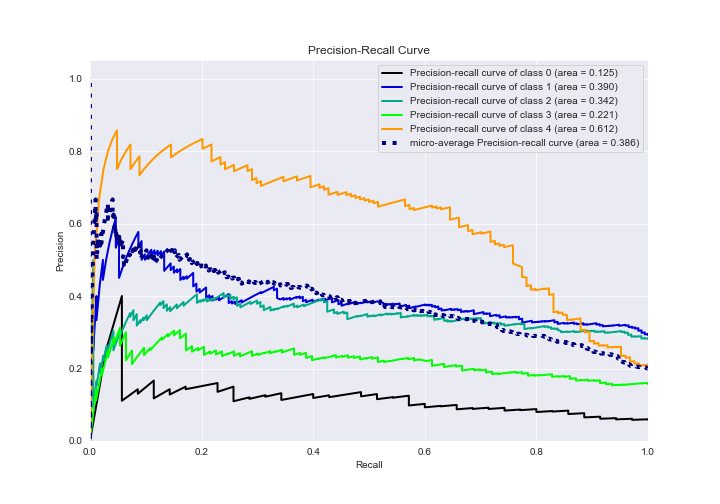 Precision-Recall Curve
Precision-recall curve of class 0 (area = 0.125)
Precision-recall curve of class 1 (area = 0.390)
Precision-recall curve of class 2 (area = 0.342)
Precision-recall curve of class 3 (area = 0.221)
Precision-recall curve of class 4 (area = 0.612)
micro-average Precision-recall curve (area = 0.386)
Precision
1.0
0.8
0.6
0.4
0.2
0.0
0.0 0.2 0.4 0.6 0.8 1.0
Recall